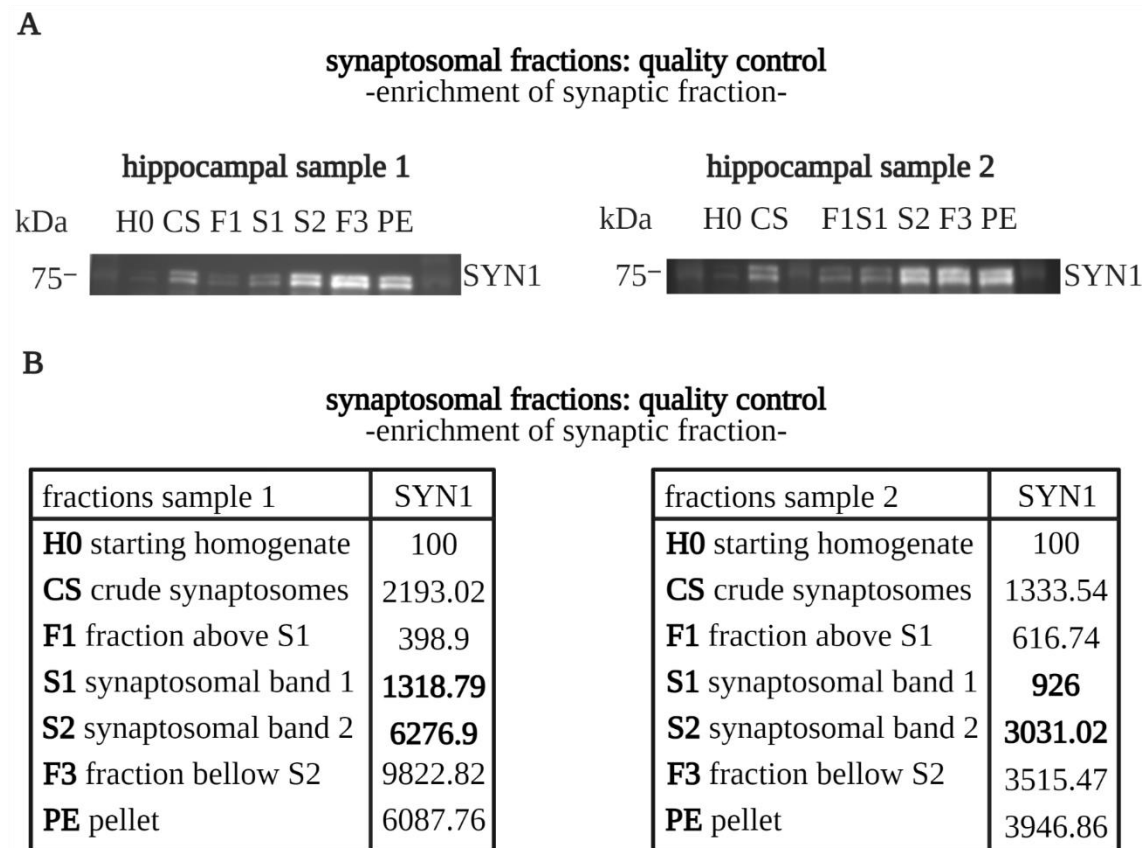 A
synaptosomal fractions: quality control
-enrichment of synaptic fraction-
hippocampal sample 1
kDa H0 CS F1 S1 S2 F3 PE
75– SYN1
hippocampal sample 2
kDa H0 CS F1S1 S2 F3 PE
75– SYN1
B
synaptosomal fractions: quality control
-enrichment of synaptic fraction-
fractions sample 1 SYN1
H0 starting homogenate 100
CS crude synaptosomes 2193.02
F1 fraction above S1 398.9
S1 synaptosomal band 1 1318.79
S2 synaptosomal band 2 6276.9
F3 fraction bellow S2 9822.82
PE pellet 6087.76
fractions sample 2 SYN1
H0 starting homogenate 100
CS crude synaptosomes 1333.54
F1 fraction above S1 616.74
S1 synaptosomal band 1 926
S2 synaptosomal band 2 3031.02
F3 fraction bellow S2 3515.47
PE pellet 3946.86